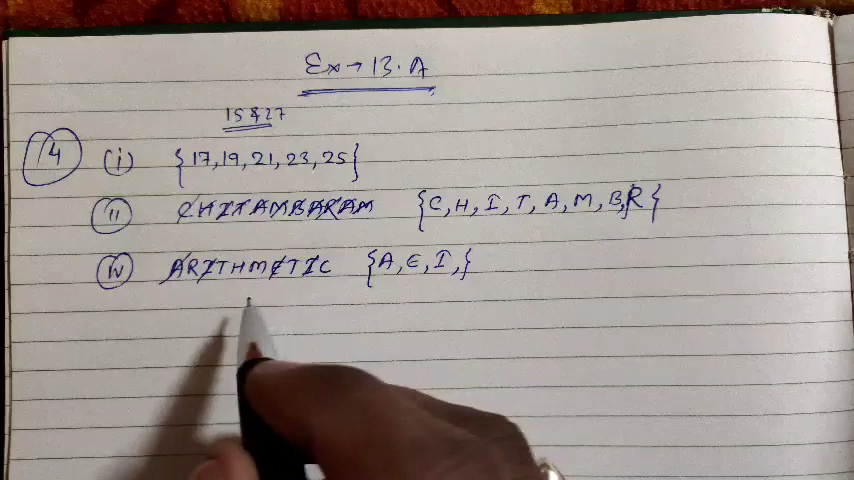 Ex → 13.A
15 & 27
4 (i) {17, 19, 21, 23, 25}
(ii) CHITAMBARAM {C, H, I, T, A, M, B, R}
(iv) ARITHMETIC {A, E, I, }